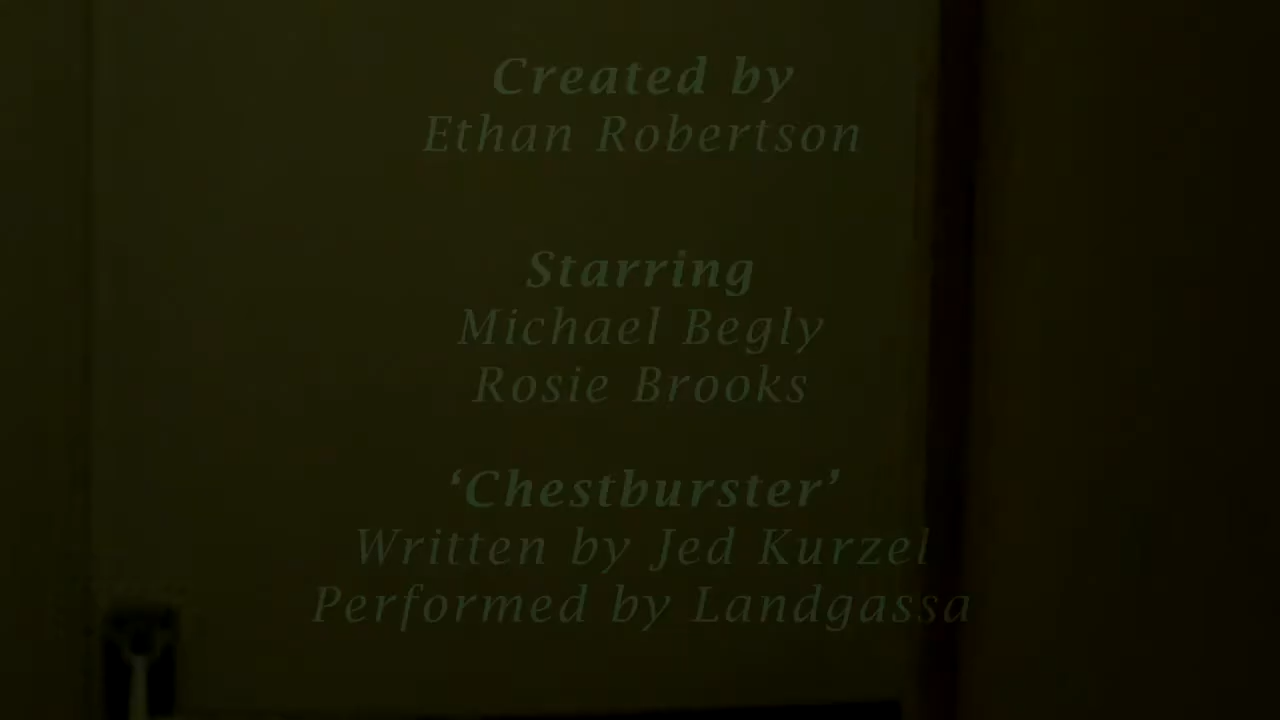 Created by
Ethan Robertson
Starring
Michael Begly
Rosie Brooks
‘Chestburster’
Written by Jed Kurzel
Performed by Landgassa